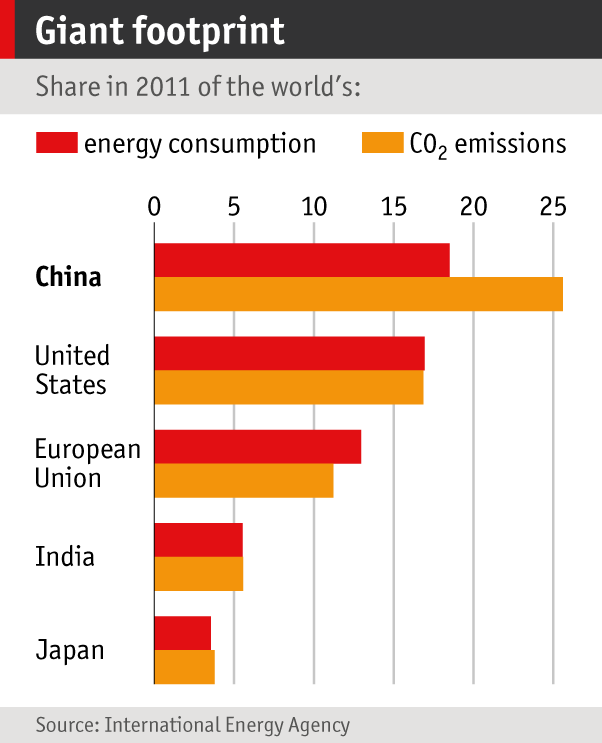 Giant footprint
Share in 2011 of the world's:
energy consumption CO₂ emissions
0 5 10 15 20 25
China
United
States
European
Union
India
Japan
Source: International Energy Agency